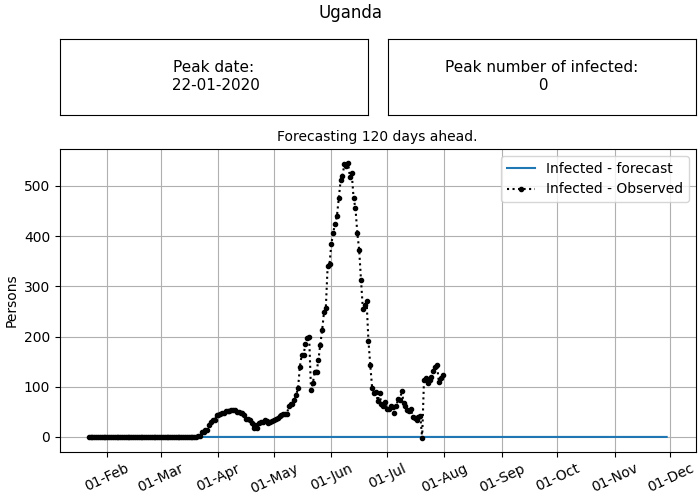 Uganda
Peak date:
22-01-2020
Peak number of infected:
0
Forecasting 120 days ahead.
Infected - forecast
Infected - Observed
Persons
500
400
300
200
100
0
01-Feb
01-Mar
01-Apr
01-May
01-Jun
01-Jul
01-Aug
01-Sep
01-Oct
01-Nov
01-Dec